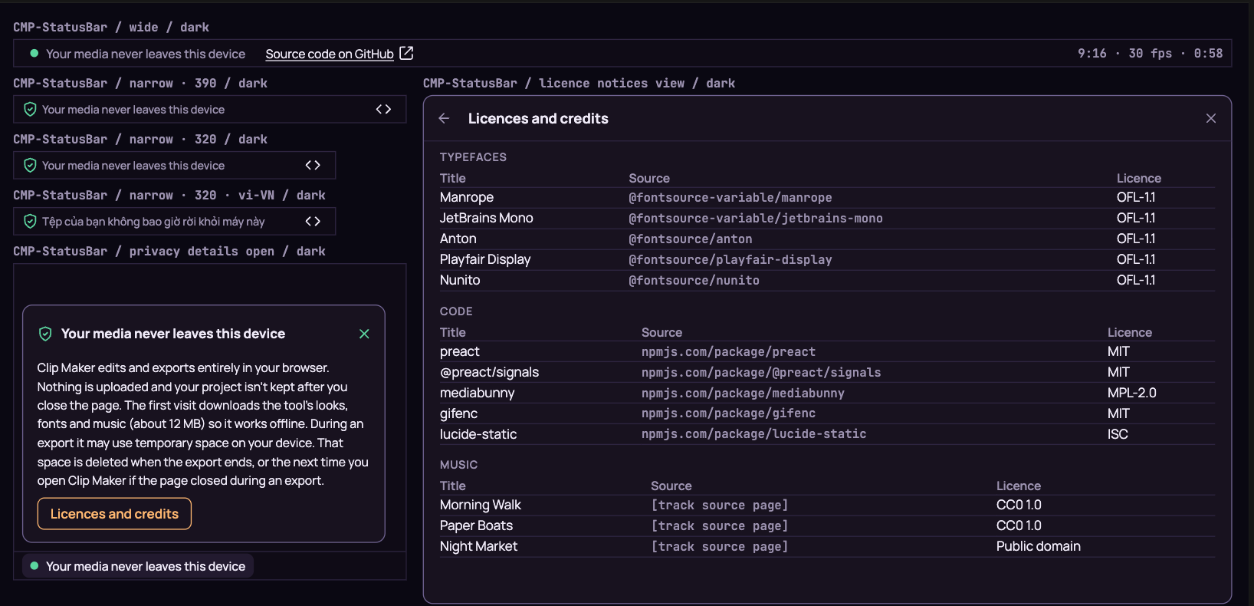 CMP-StatusBar / wide / dark
Your media never leaves this device Source code on GitHub 9:16 · 30 fps · 0:58
CMP-StatusBar / narrow · 390 / dark
Your media never leaves this device <>
CMP-StatusBar / narrow · 320 / dark
Your media never leaves this device <>
CMP-StatusBar / narrow · 320 · vi-VN / dark
Tệp của bạn không bao giờ rời khỏi máy này <>
CMP-StatusBar / privacy details open / dark
Your media never leaves this device
Clip Maker edits and exports entirely in your browser.
Nothing is uploaded and your project isn't kept after you
close the page. The first visit downloads the tool's looks,
fonts and music (about 12 MB) so it works offline. During an
export it may use temporary space on your device. That
space is deleted when the export ends, or the next time you
open Clip Maker if the page closed during an export.
Licences and credits
Your media never leaves this device
CMP-StatusBar / licence notices view / dark
Licences and credits
TYPEFACES
Title Source Licence
Manrope @fontsource-variable/manrope OFL-1.1
JetBrains Mono @fontsource-variable/jetbrains-mono OFL-1.1
Anton @fontsource/anton OFL-1.1
Playfair Display @fontsource/playfair-display OFL-1.1
Nunito @fontsource/nunito OFL-1.1
CODE
Title Source Licence
preact npmjs.com/package/preact MIT
@preact/signals npmjs.com/package/@preact/signals MIT
mediabunny npmjs.com/package/mediabunny MPL-2.0
gifenc npmjs.com/package/gifenc MIT
lucide-static npmjs.com/package/lucide-static ISC
MUSIC
Title Source Licence
Morning Walk [track source page] CC0 1.0
Paper Boats [track source page] CC0 1.0
Night Market [track source page] Public domain